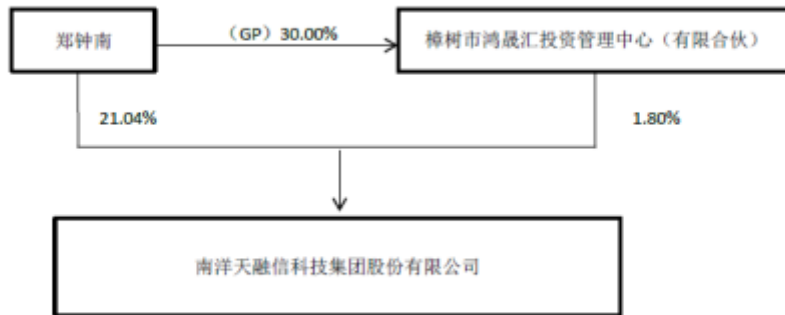 郑钟南
（GP）30.00%
樟树市鸿晟汇投资管理中心（有限合伙）
21.04%
1.80%
南洋天融信科技集团股份有限公司